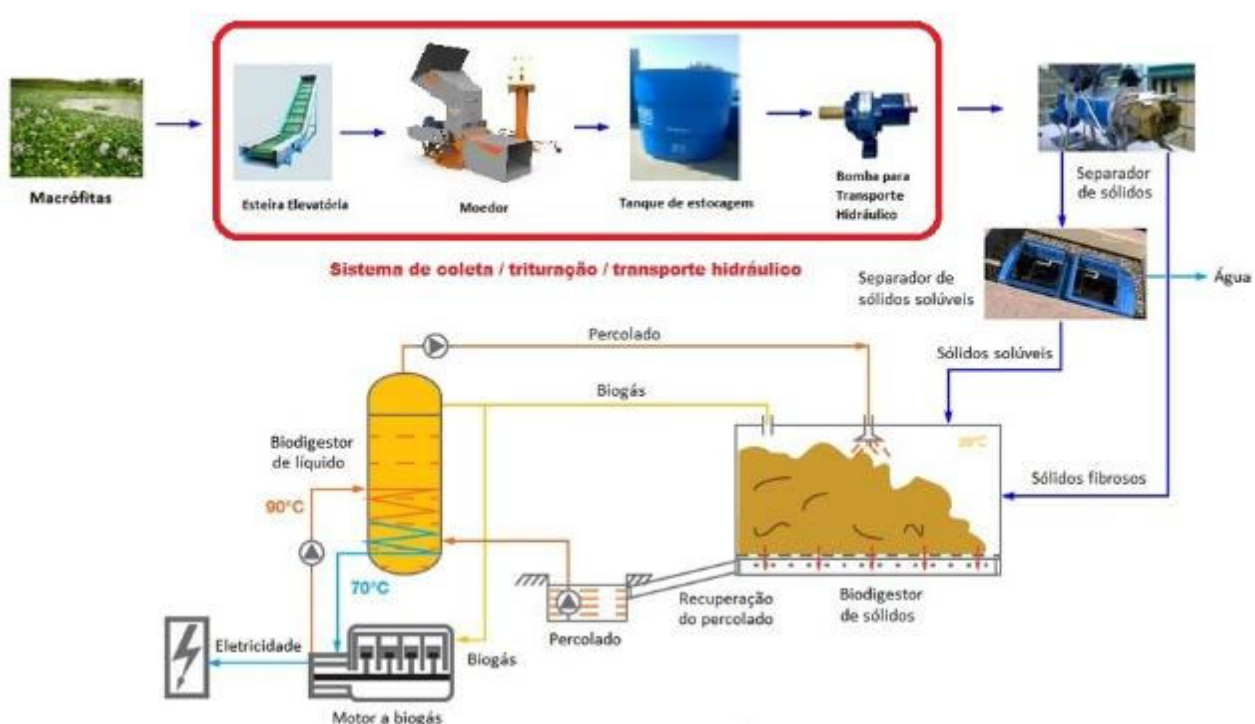 Macrófitas
Esteira Elevatória
Moedor
Tanque de estocagem
Bomba para
Transporte
Hidráulico
Sistema de coleta / trituração / transporte hidráulico
Separador
de sólidos
Separador de
sólidos solúveis
Água
Sólidos solúveis
Sólidos fibrosos
Percolado
Biogás
Biodigestor
de líquido
90°C
70°C
Recuperação
do percolado
Biodigestor
de sólidos
Percolado
Eletricidade
Biogás
Motor a biogás